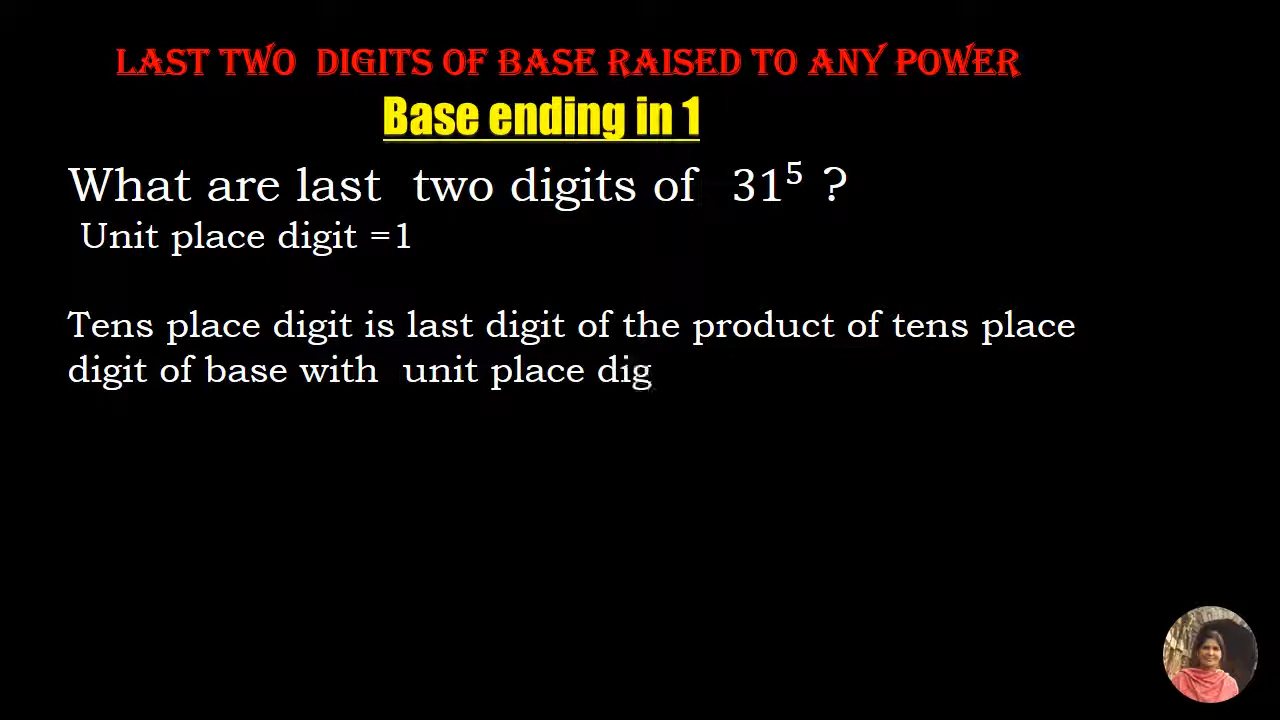 LAST TWO DIGITS OF BASE RAISED TO ANY POWER
Base ending in 1
What are last two digits of 31⁵ ?
Unit place digit =1
Tens place digit is last digit of the product of tens place
digit of base with unit place dig